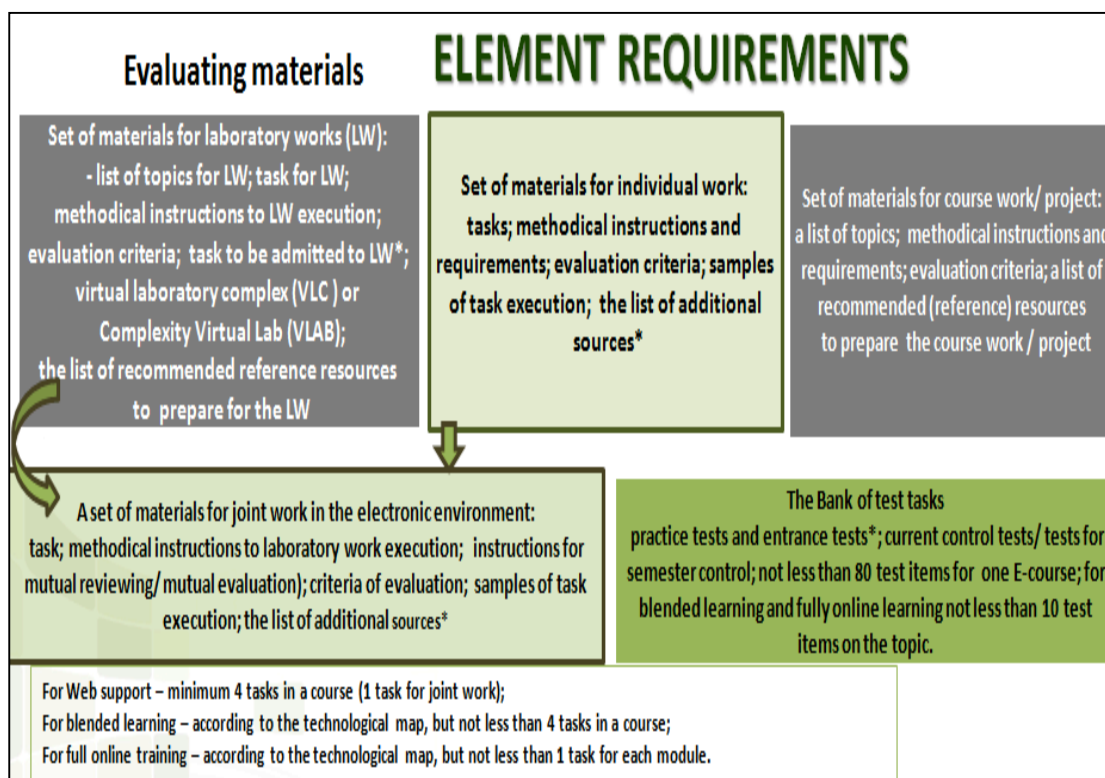 Evaluating materials
ELEMENT REQUIREMENTS
Set of materials for laboratory works (LW):
- list of topics for LW; task for LW;
methodical instructions to LW execution;
evaluation criteria; task to be admitted to LW*;
virtual laboratory complex (VLC ) or
Complexity Virtual Lab (VLAB);
the list of recommended reference resources
to prepare for the LW
Set of materials for individual work:
tasks; methodical instructions and
requirements; evaluation criteria; samples
of task execution; the list of additional
sources*
Set of materials for course work/ project:
a list of topics; methodical instructions and
requirements; evaluation criteria; a list of
recommended (reference) resources
to prepare the course work / project
A set of materials for joint work in the electronic environment:
task; methodical instructions to laboratory work execution; instructions for
mutual reviewing/ mutual evaluation); criteria of evaluation; samples of task
execution; the list of additional sources*
The Bank of test tasks
practice tests and entrance tests*; current control tests/ tests for
semester control; not less than 80 test items for one E-course; for
blended learning and fully online learning not less than 10 test
items on the topic.
For Web support – minimum 4 tasks in a course (1 task for joint work);
For blended learning – according to the technological map, but not less than 4 tasks in a course;
For full online training – according to the technological map, but not less than 1 task for each module.